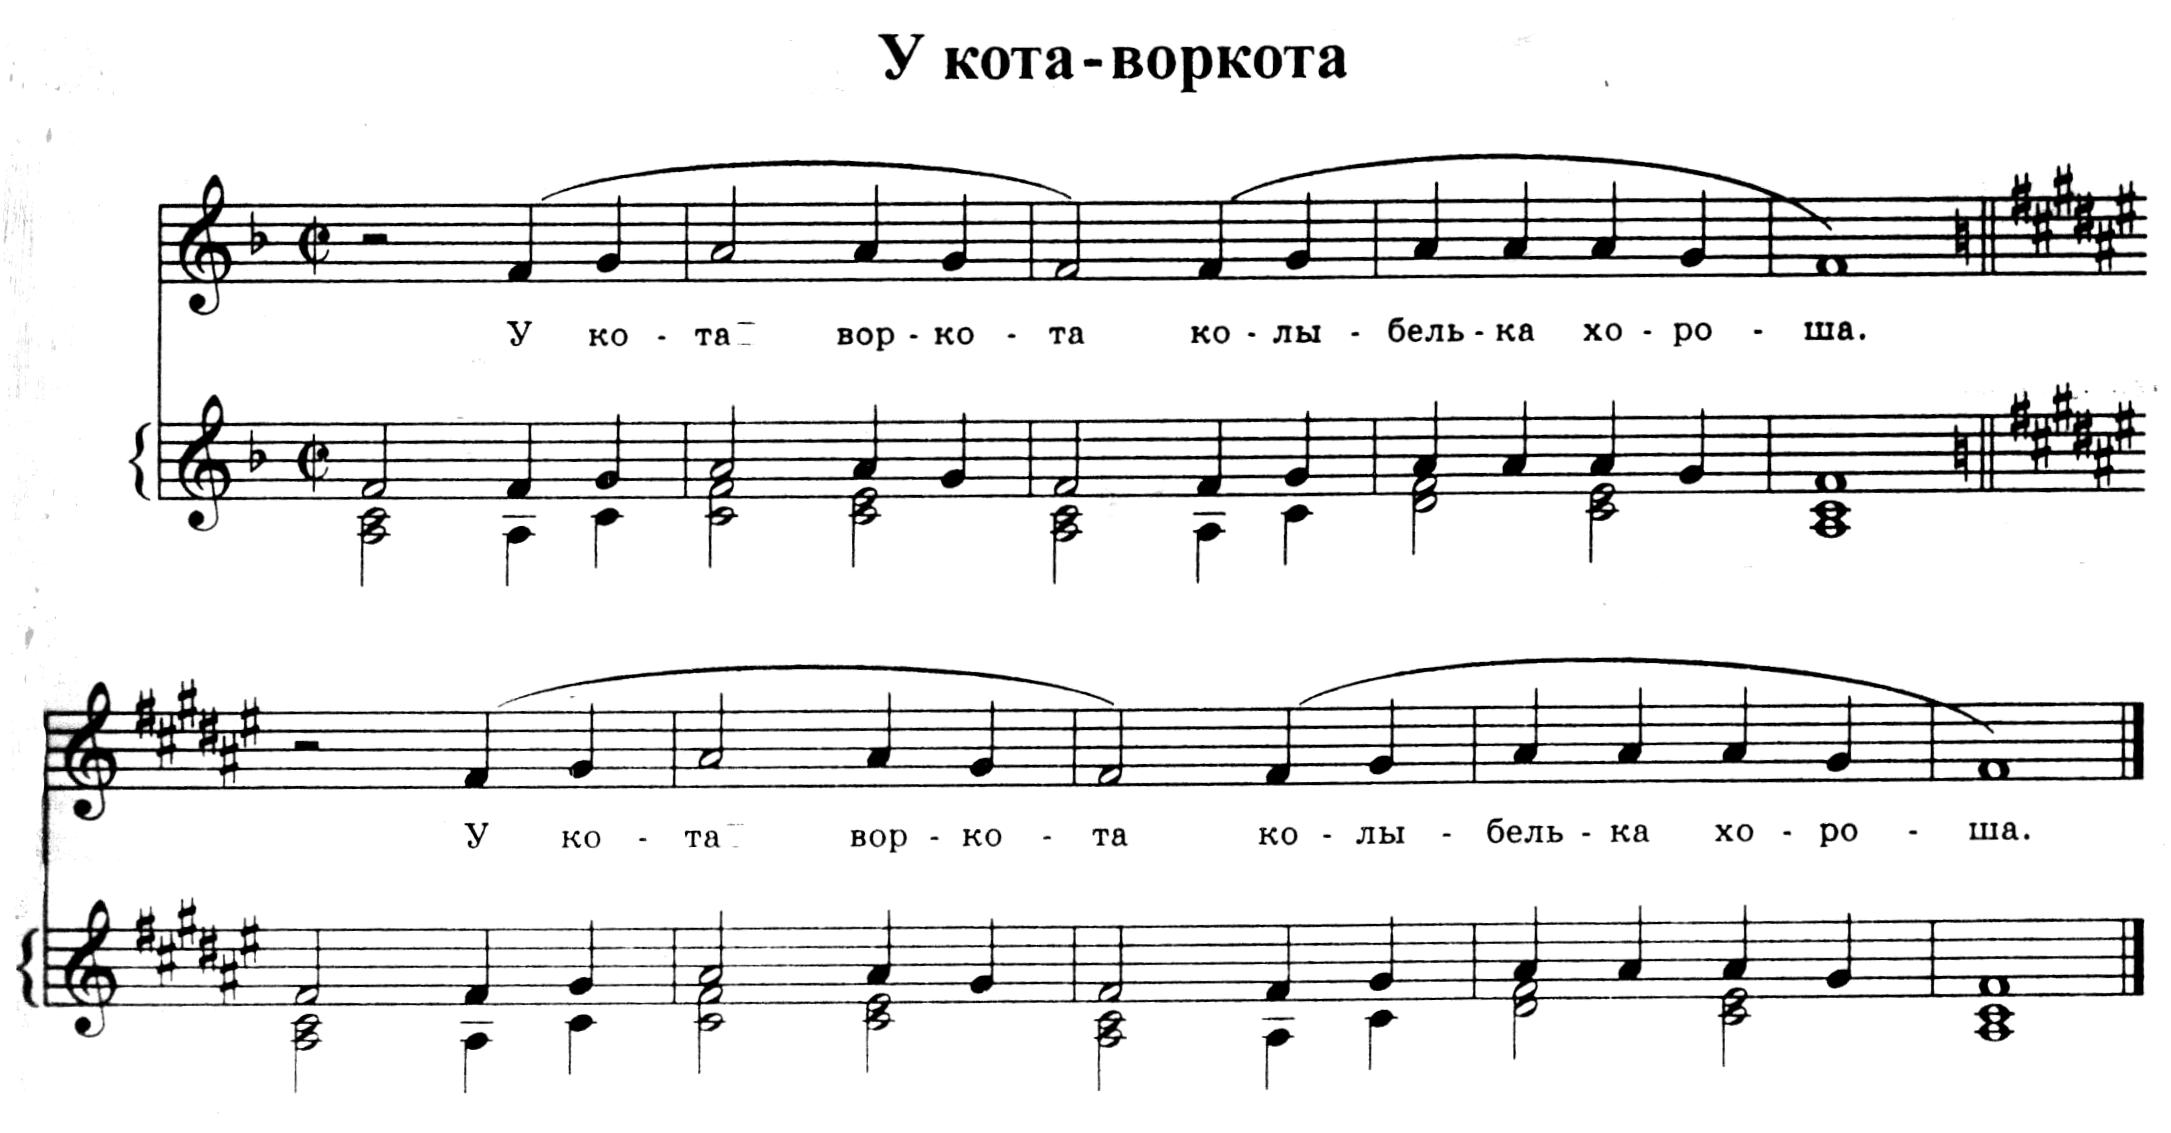 У кота-воркота
У ко - та вор - ко - та ко - лы - бель - ка хо - ро - ша.
У ко - та вор - ко - та ко - лы - бель - ка хо - ро - ша.